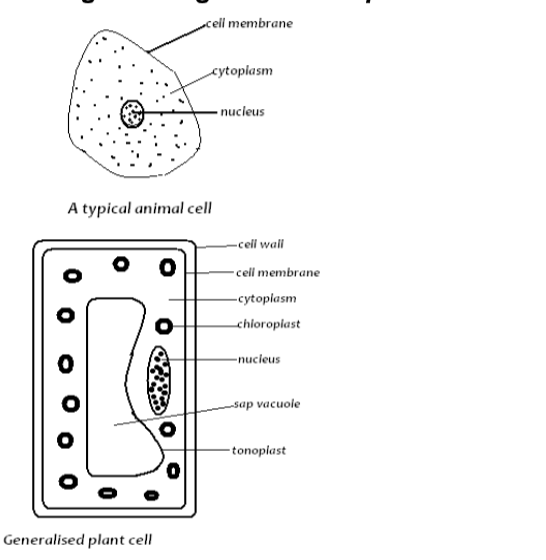 cell membrane
cytoplasm
nucleus
A typical animal cell
cell wall
cell membrane
cytoplasm
chloroplast
nucleus
sap vacuole
tonoplast
Generalised plant cell